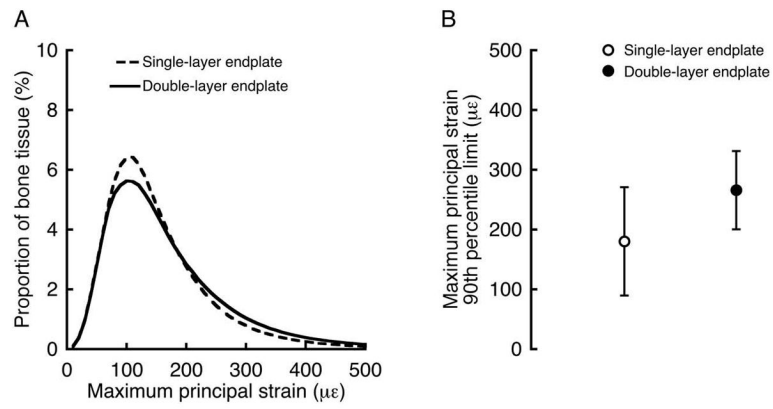 A
Proportion of bone tissue (%)
10
8
6
4
2
0
Single-layer endplate
Double-layer endplate
0 100 200 300 400 500
Maximum principal strain (με)
B
Maximum principal strain
90th percentile limit (με)
500
400
300
200
100
0
Single-layer endplate
Double-layer endplate